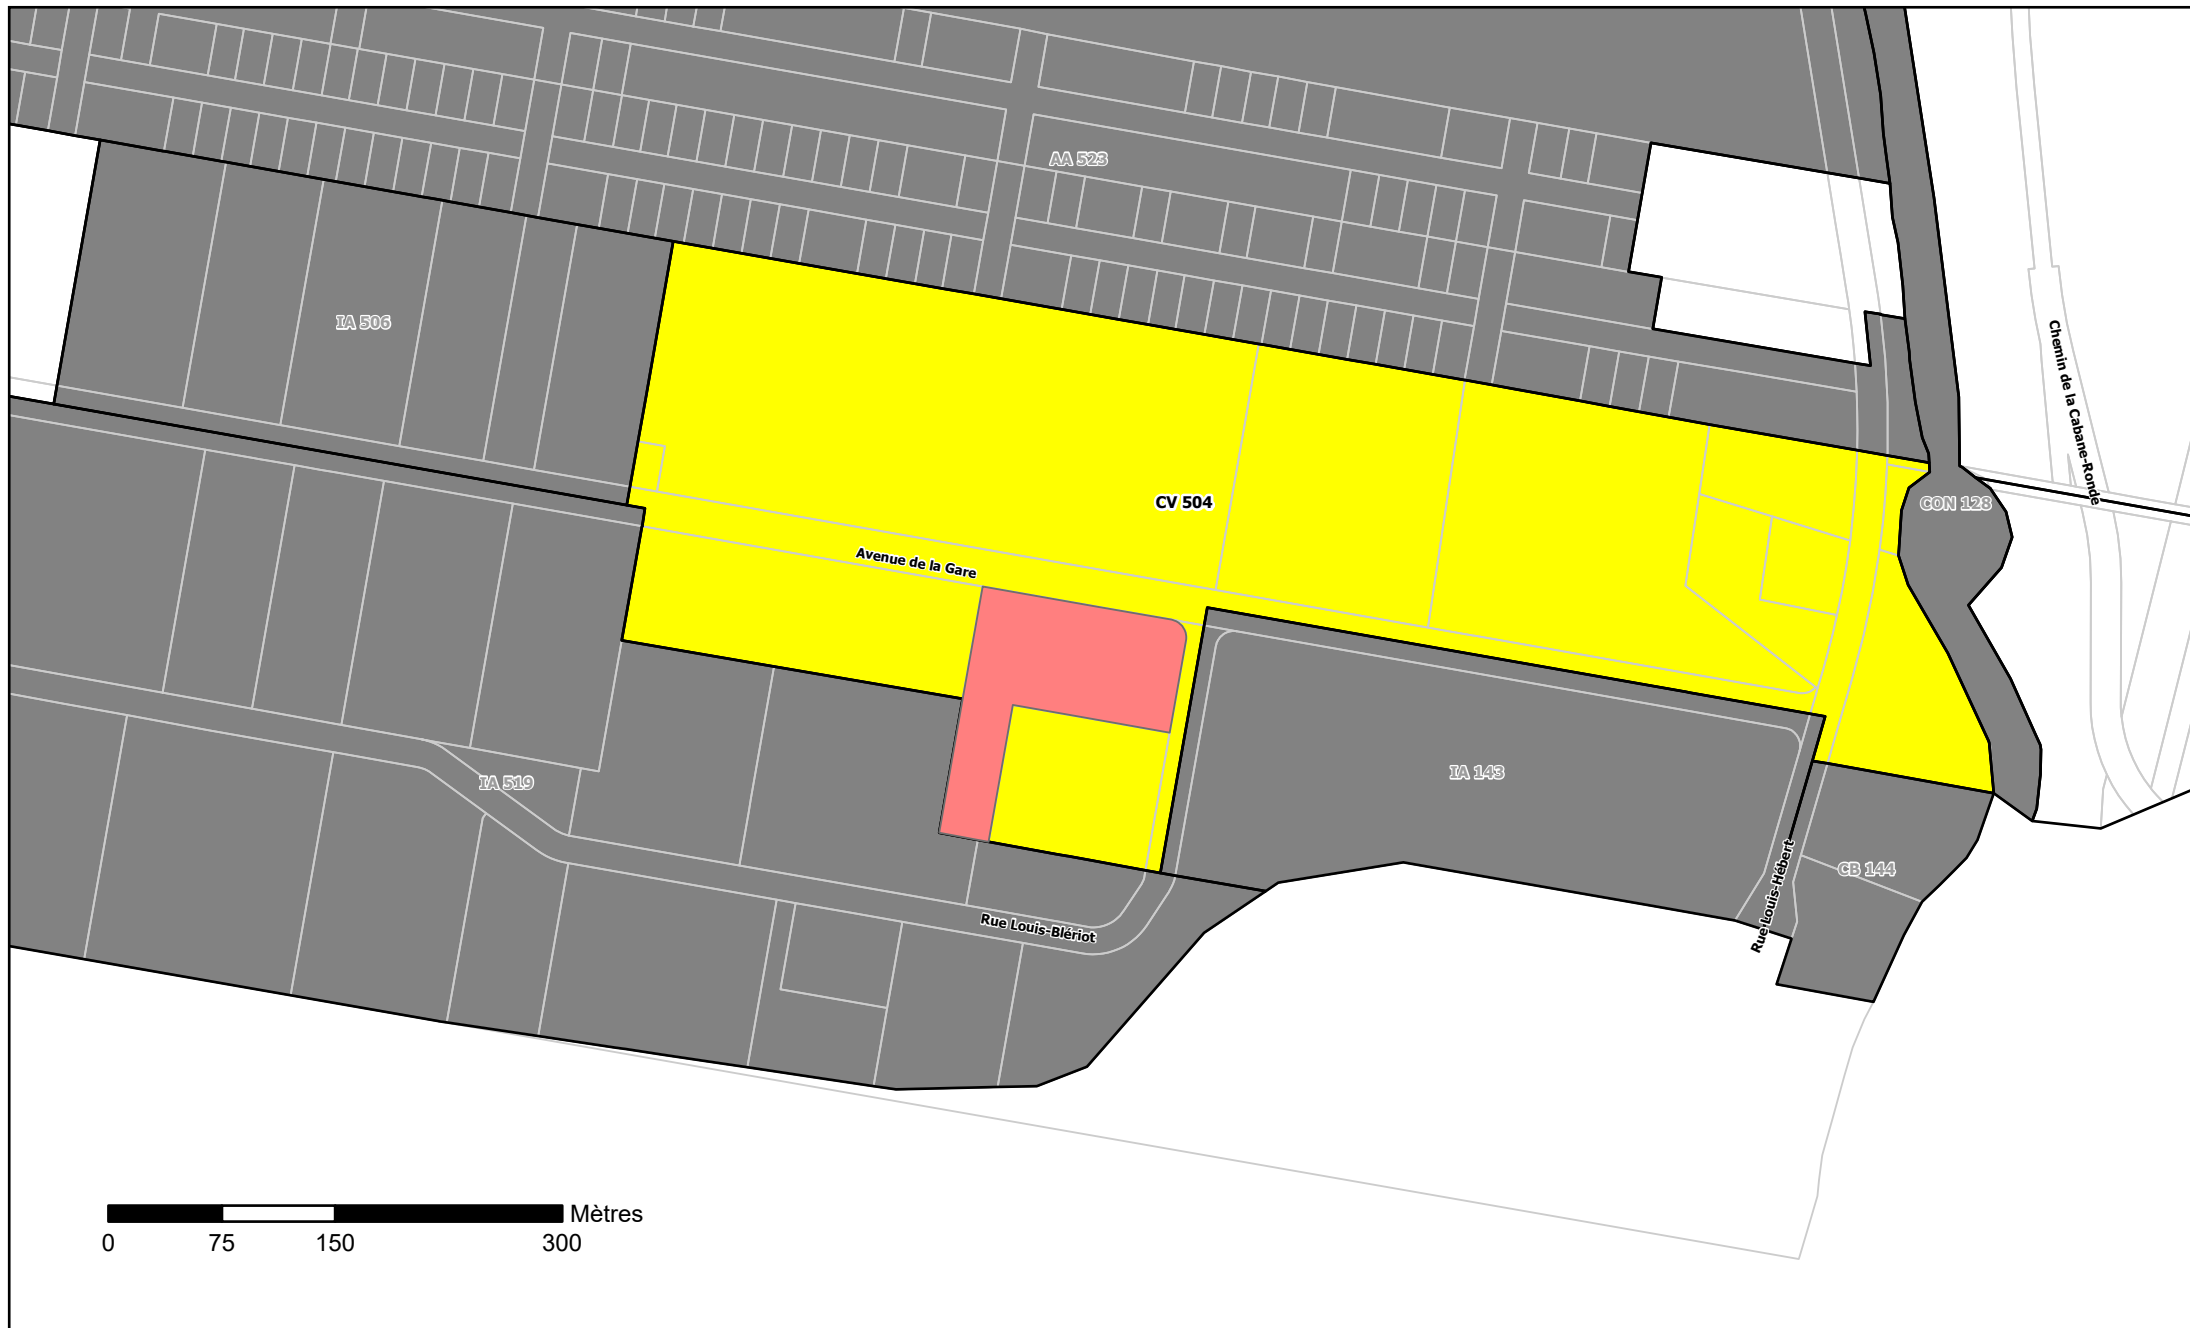 AA 523
IA 506
Chemin de la Cabane-Ronde
CV 504
CON 128
Avenue de la Gare
IA 519
IA 143
CB 144
Rue Louis-Hébert
Rue Louis-Blériot
Mètres
0 75 150 300